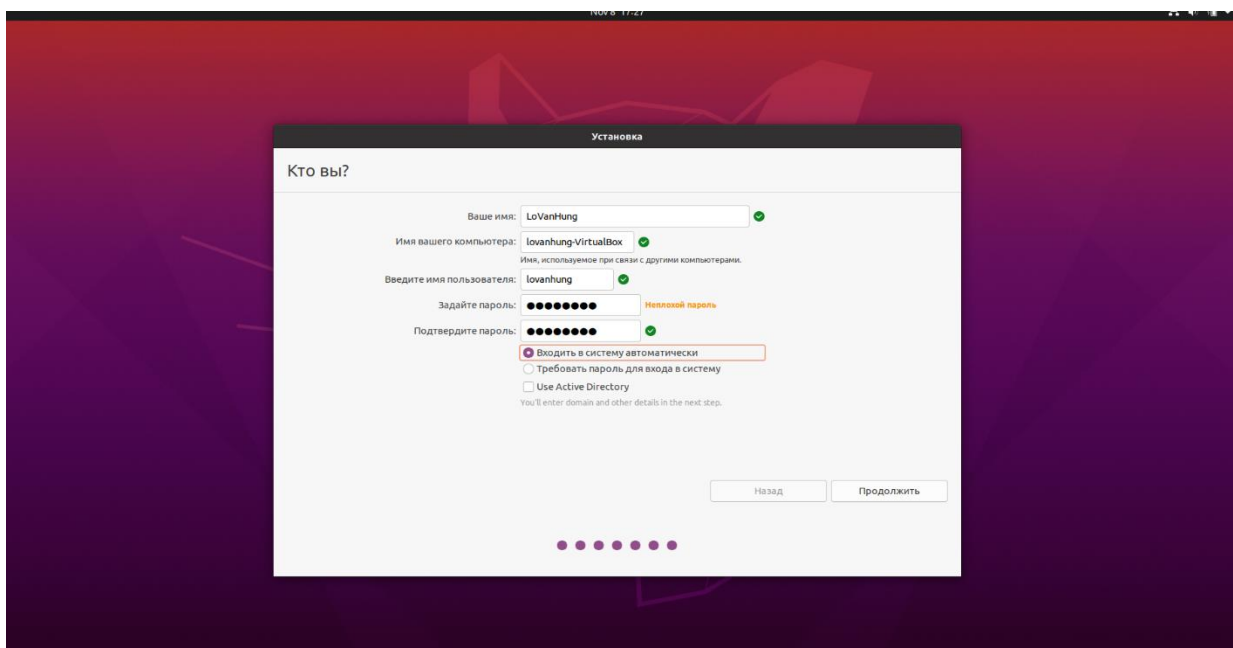 Nov 8 17:27
Установка
Кто вы?
Ваше имя: LoVanHung
Имя вашего компьютера: lovanhung-VirtualBox
Имя, используемое при связи с другими компьютерами.
Введите имя пользователя: lovanhung
Задайте пароль: ●●●●●●●● Неплохой пароль
Подтвердите пароль: ●●●●●●●●
Входить в систему автоматически
Требовать пароль для входа в систему
Use Active Directory
You'll enter domain and other details in the next step.
Назад Продолжить